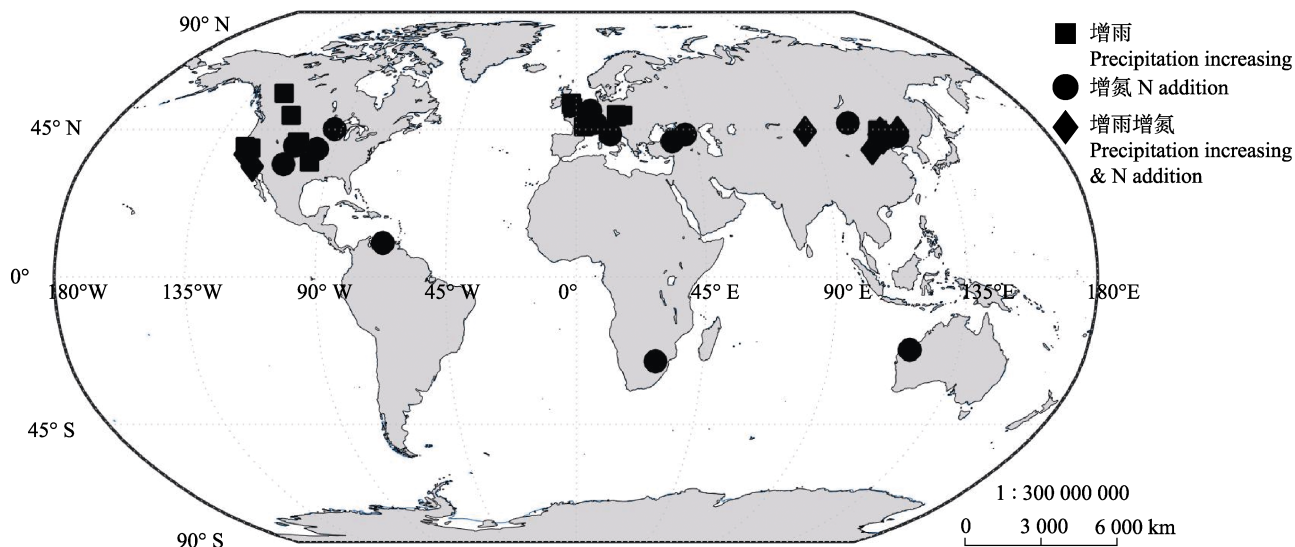 90° N
45° N
0°
180°W
135°W
90° W
45° W
0°
45° E
90° E
135°E
180°E
45° S
90° S
增雨
Precipitation increasing
增氮 N addition
增雨增氮
Precipitation increasing
& N addition
1 : 300 000 000
0 3 000 6 000 km